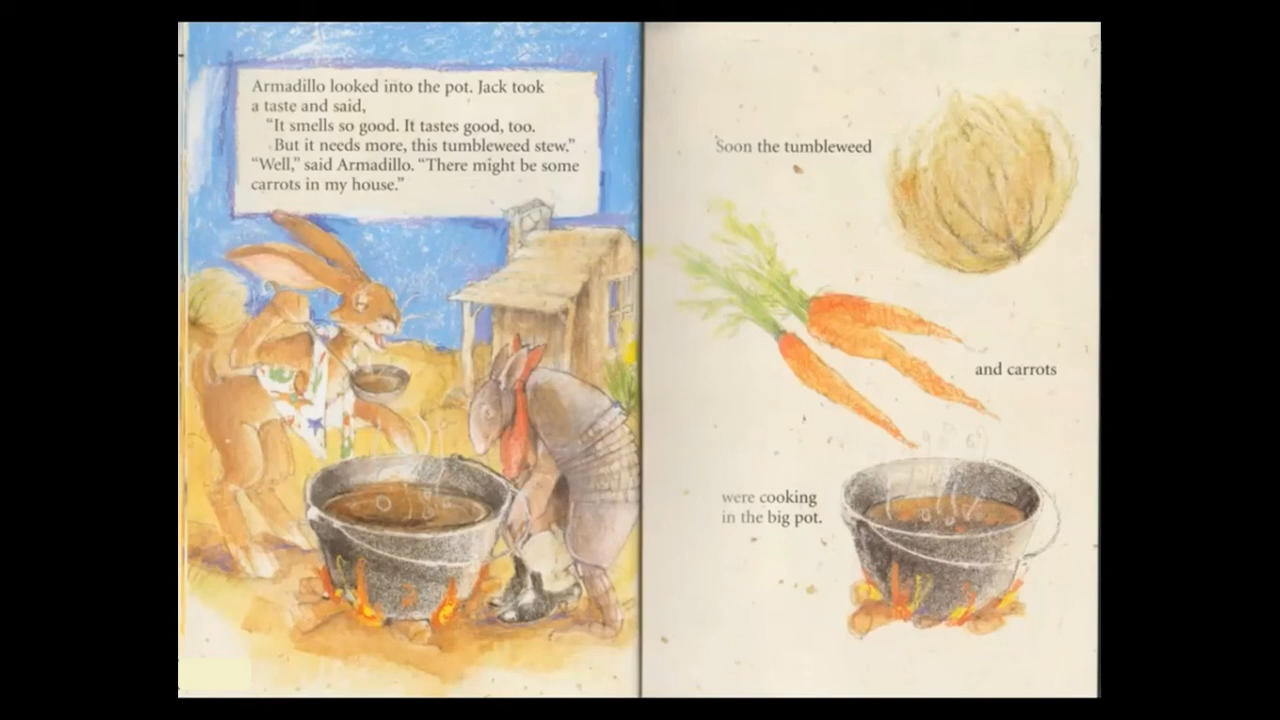 Armadillo looked into the pot. Jack took
a taste and said,
“It smells so good. It tastes good, too.
But it needs more, this tumbleweed stew.”
“Well,” said Armadillo. “There might be some
carrots in my house.”
Soon the tumbleweed
and carrots
were cooking
in the big pot.